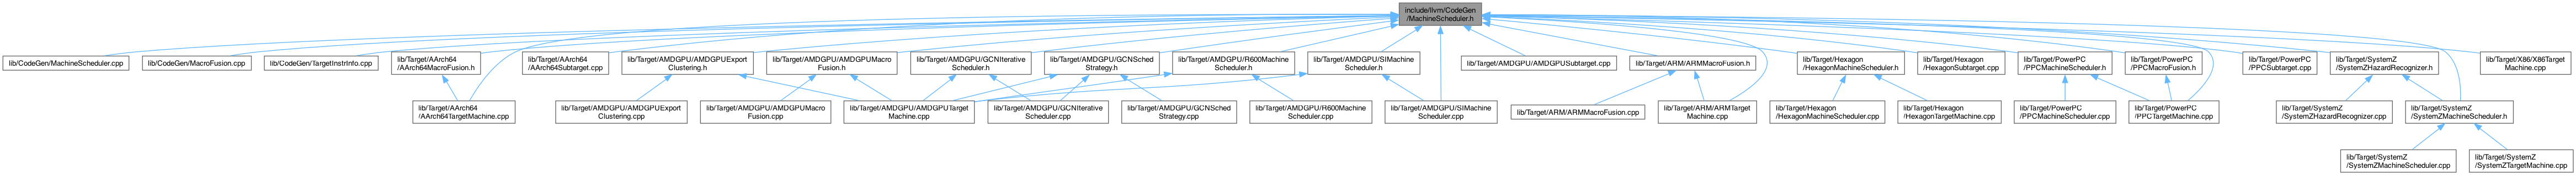 include/llvm/CodeGen
/MachineScheduler.h
lib/CodeGen/MachineScheduler.cpp
lib/CodeGen/MacroFusion.cpp
lib/CodeGen/TargetInstrInfo.cpp
lib/Target/AArch64
/AArch64MacroFusion.h
lib/Target/AArch64
/AArch64Subtarget.cpp
lib/Target/AMDGPU/AMDGPUExport
Clustering.h
lib/Target/AMDGPU/AMDGPUMacro
Fusion.h
lib/Target/AMDGPU/GCNIterative
Scheduler.h
lib/Target/AMDGPU/GCNSched
Strategy.h
lib/Target/AMDGPU/R600Machine
Scheduler.h
lib/Target/AMDGPU/SIMachine
Scheduler.h
lib/Target/AMDGPU/AMDGPUSubtarget.cpp
lib/Target/ARM/ARMMacroFusion.h
lib/Target/Hexagon
/HexagonMachineScheduler.h
lib/Target/Hexagon
/HexagonSubtarget.cpp
lib/Target/PowerPC
/PPCMachineScheduler.h
lib/Target/PowerPC
/PPCMacroFusion.h
lib/Target/PowerPC
/PPCSubtarget.cpp
lib/Target/SystemZ
/SystemZHazardRecognizer.h
lib/Target/X86/X86Target
Machine.cpp
lib/Target/AArch64
/AArch64TargetMachine.cpp
lib/Target/AMDGPU/AMDGPUExport
Clustering.cpp
lib/Target/AMDGPU/AMDGPUMacro
Fusion.cpp
lib/Target/AMDGPU/AMDGPUTarget
Machine.cpp
lib/Target/AMDGPU/GCNIterative
Scheduler.cpp
lib/Target/AMDGPU/GCNSched
Strategy.cpp
lib/Target/AMDGPU/R600Machine
Scheduler.cpp
lib/Target/AMDGPU/SIMachine
Scheduler.cpp
lib/Target/ARM/ARMMacroFusion.cpp
lib/Target/ARM/ARMTarget
Machine.cpp
lib/Target/Hexagon
/HexagonMachineScheduler.cpp
lib/Target/Hexagon
/HexagonTargetMachine.cpp
lib/Target/PowerPC
/PPCMachineScheduler.cpp
lib/Target/PowerPC
/PPCTargetMachine.cpp
lib/Target/SystemZ
/SystemZHazardRecognizer.cpp
lib/Target/SystemZ
/SystemZMachineScheduler.h
lib/Target/SystemZ
/SystemZMachineScheduler.cpp
lib/Target/SystemZ
/SystemZTargetMachine.cpp